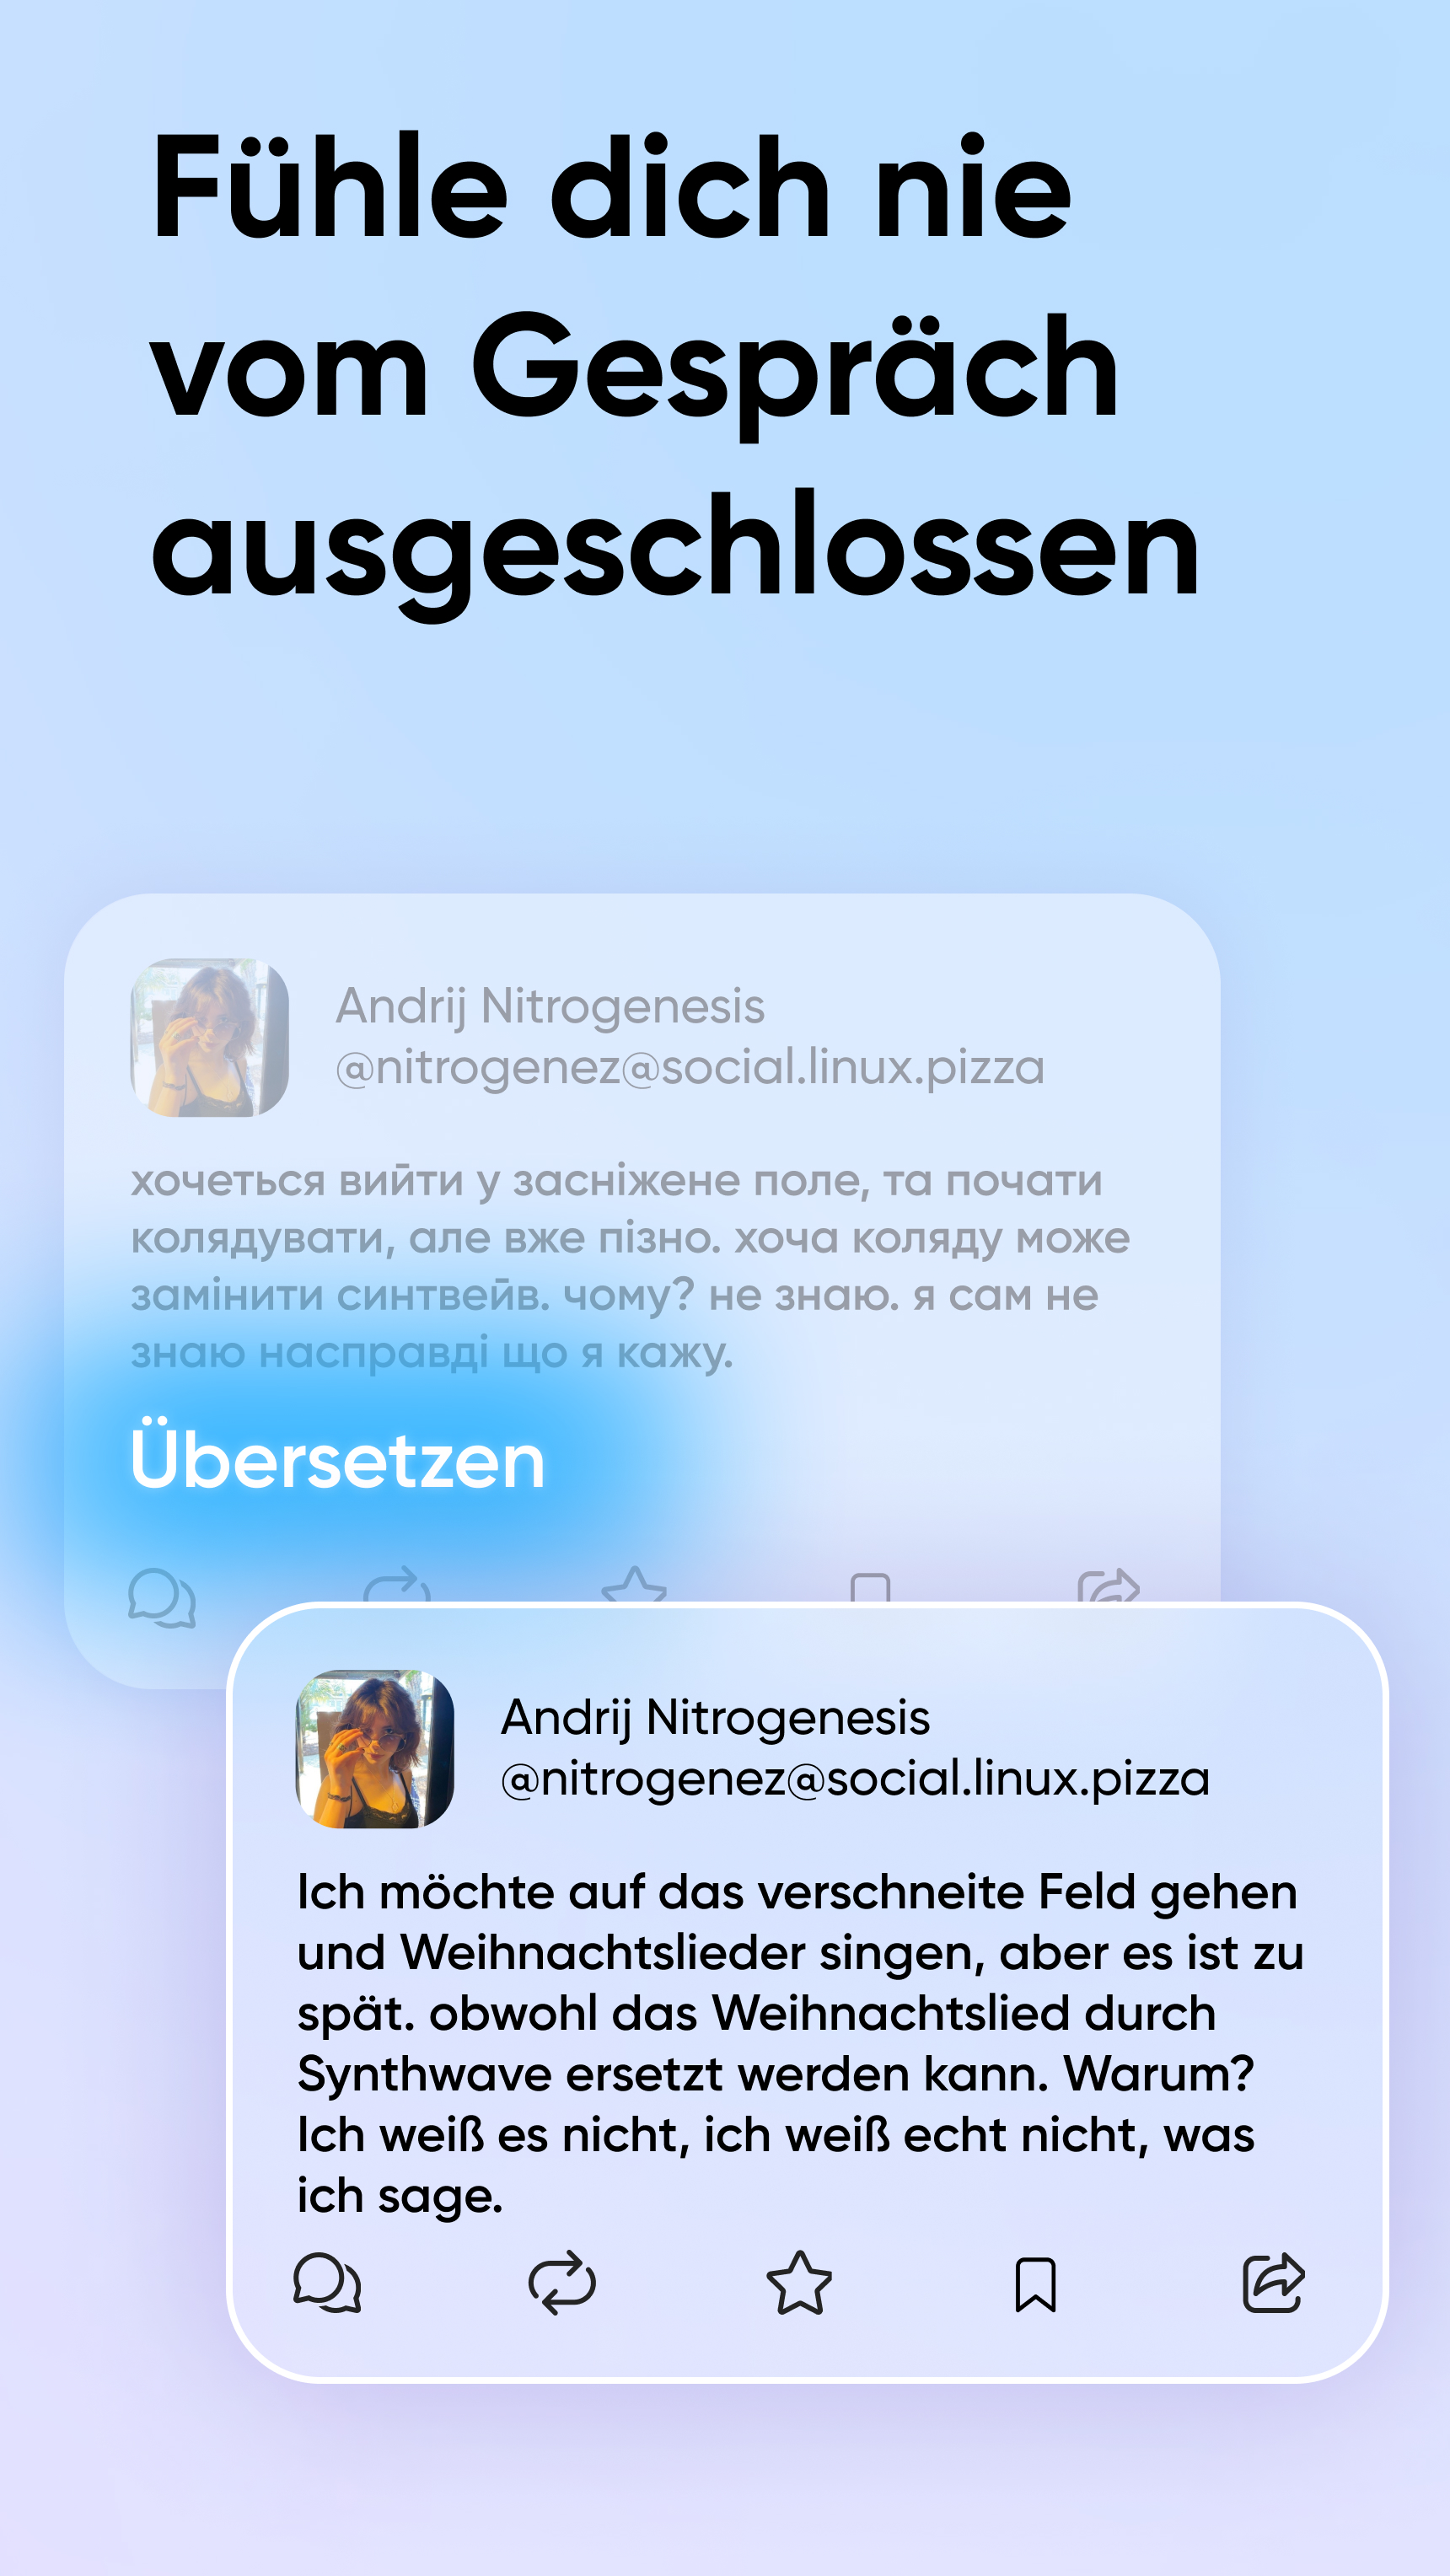 Fühle dich nie
vom Gespräch
ausgeschlossen
Andrij Nitrogenesis
@nitrogenez@social.linux.pizza
хочеться вийти у засніжене поле, та почати
колядувати, але вже пізно. хоча коляду може
замінити синтвейв. чому? не знаю. я сам не
знаю насправді що я кажу.
Übersetzen
Andrij Nitrogenesis
@nitrogenez@social.linux.pizza
Ich möchte auf das verschneite Feld gehen
und Weihnachtslieder singen, aber es ist zu
spät. obwohl das Weihnachtslied durch
Synthwave ersetzt werden kann. Warum?
Ich weiß es nicht, ich weiß echt nicht, was
ich sage.